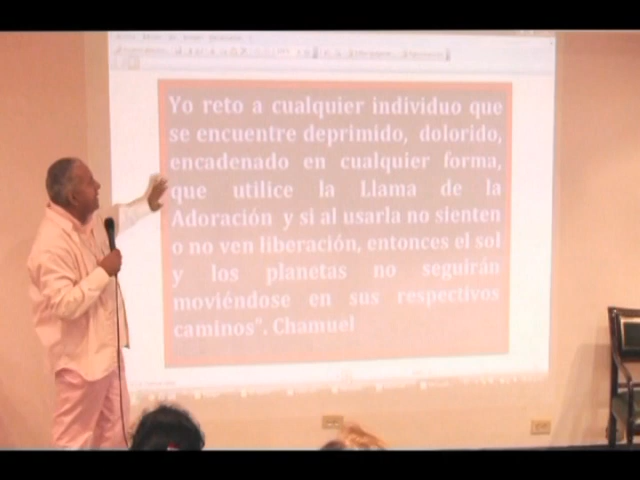 Yo reto a cualquier individuo que
se encuentre deprimido, dolorido,
encadenado en cualquier forma,
que utilice la Llama de la
Adoración y si al usarla no sienten
o no ven liberación, entonces el sol
y los planetas no seguirán
moviéndose en sus respectivos
caminos". Chamuel